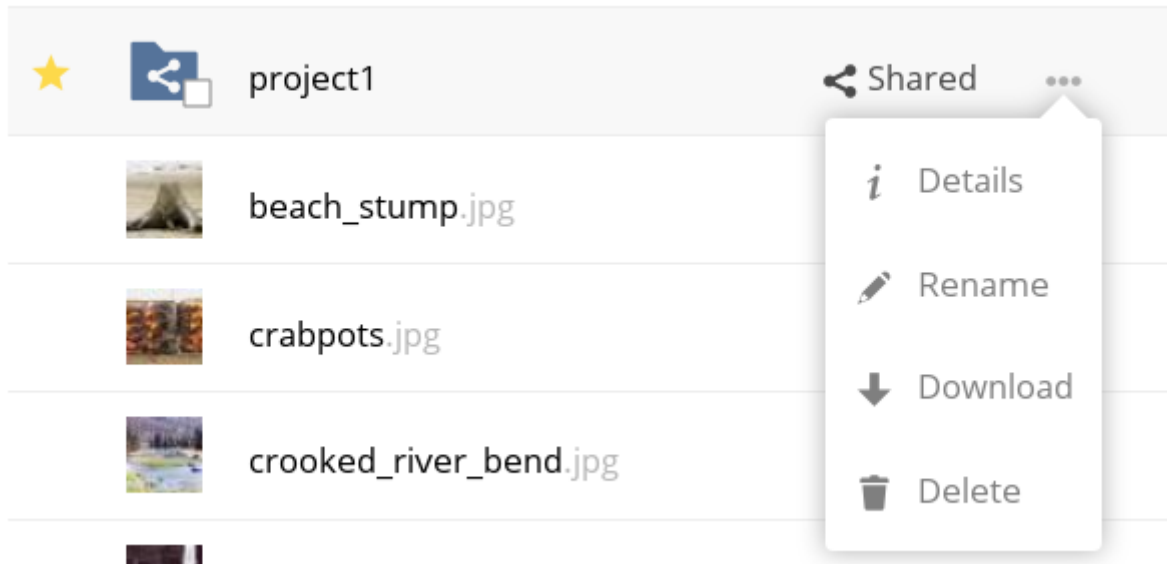 project1 Shared
Details
beach_stump.jpg
Rename
crabpots.jpg
Download
crooked_river_bend.jpg
Delete